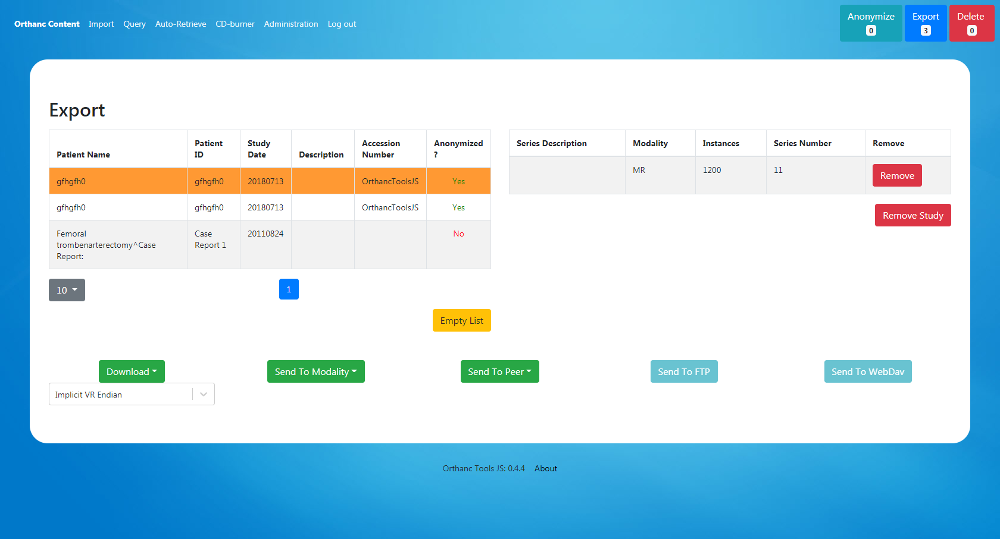 Orthanc Content Import Query Auto-Retrieve CD-burner Administration Log out
Anonymize
0
Export
3
Delete
0
Export
Patient Name
Patient
ID
Study
Date
Description
Accession
Number
Anonymized
?
gfhgfh0 gfhgfh0 20180713 OrthancToolsJS Yes
gfhgfh0 gfhgfh0 20180713 OrthancToolsJS Yes
Femoral
trombenarterectomy^Case
Report:
Case
Report 1
20110824
No
10
1
Empty List
Series Description Modality Instances Series Number Remove
MR 1200 11 Remove
Remove Study
Download Send To Modality Send To Peer Send To FTP Send To WebDav
Implicit VR Endian
Orthanc Tools JS: 0.4.4 About